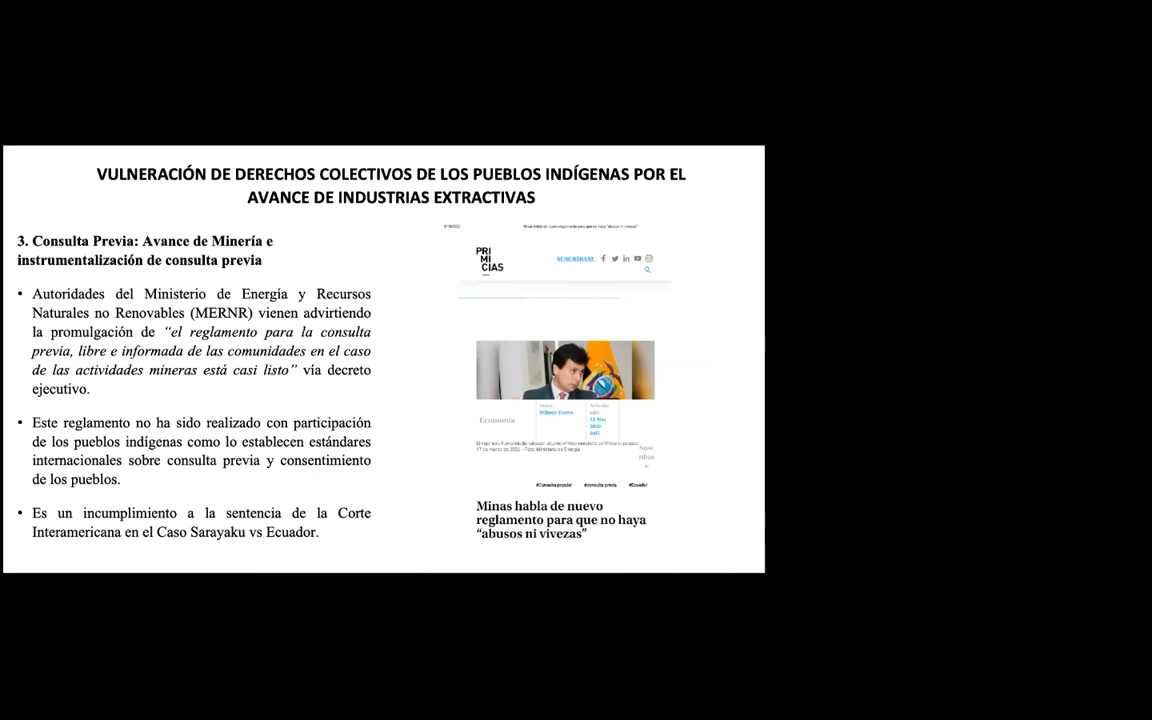 VULNERACIÓN DE DERECHOS COLECTIVOS DE LOS PUEBLOS INDÍGENAS POR EL
AVANCE DE INDUSTRIAS EXTRACTIVAS
3. Consulta Previa: Avance de Minería e
instrumentalización de consulta previa
• Autoridades del Ministerio de Energía y Recursos
Naturales no Renovables (MERNR) vienen advirtiendo
la promulgación de “el reglamento para la consulta
previa, libre e informada de las comunidades en el caso
de las actividades mineras está casi listo” vía decreto
ejecutivo.
• Este reglamento no ha sido realizado con participación
de los pueblos indígenas como lo establecen estándares
internacionales sobre consulta previa y consentimiento
de los pueblos.
• Es un incumplimiento a la sentencia de la Corte
Interamericana en el Caso Sarayaku vs Ecuador.
PRI
MI
CIAS
SUSCRÍBASE
Economía
#Consulta popular #consulta previa #Ecuador
Minas habla de nuevo
reglamento para que no haya
“abusos ni vivezas”